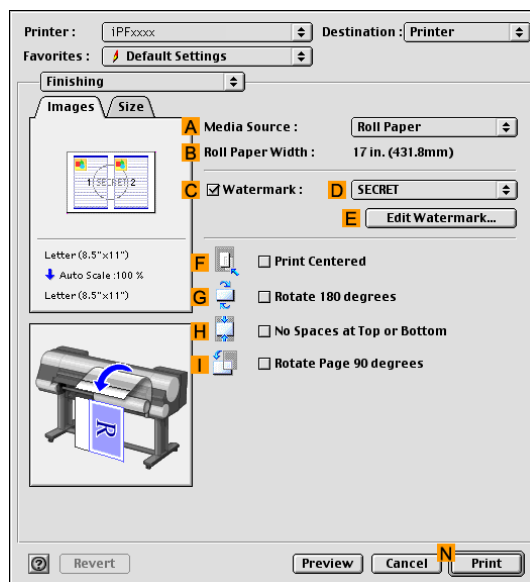 Printer : iPFxxxx Destination : Printer
Favorites : Default Settings
Finishing
Images Size
A Media Source : Roll Paper
B Roll Paper Width : 17 in. (431.8mm)
1 SECRET 2
C Watermark : D SECRET
E Edit Watermark...
Letter (8.5"x11")
Auto Scale :100 %
Letter (8.5"x11")
F Print Centered
G Rotate 180 degrees
H No Spaces at Top or Bottom
I Rotate Page 90 degrees
R
N
? Revert Preview Cancel Print